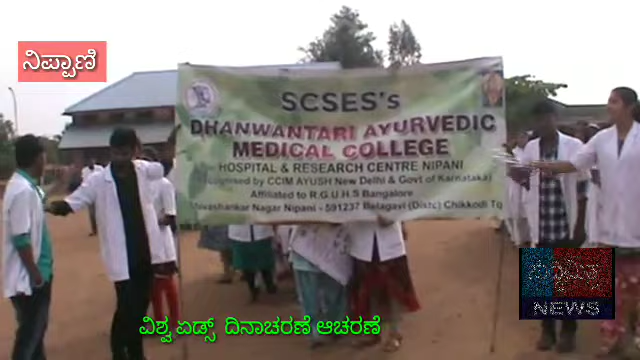 ನಿಪ್ಪಾಣಿ
SCSES's
DHANWANTARI AYURVEDIC
MEDICAL COLLEGE
HOSPITAL & RESEARCH CENTRE NIPANI
Recognised by CCIM AYUSH New Delhi & Govt of Karnataka
Affiliated to R.G.U.H.S Bangalore
Shivashankar Nagar Nipani - 591237 Belagavi (Distc) Chikkodi Tq
NEWS
ವಿಶ್ವ ಏಡ್ಸ್ ದಿನಾಚರಣೆ ಆಚರಣೆ